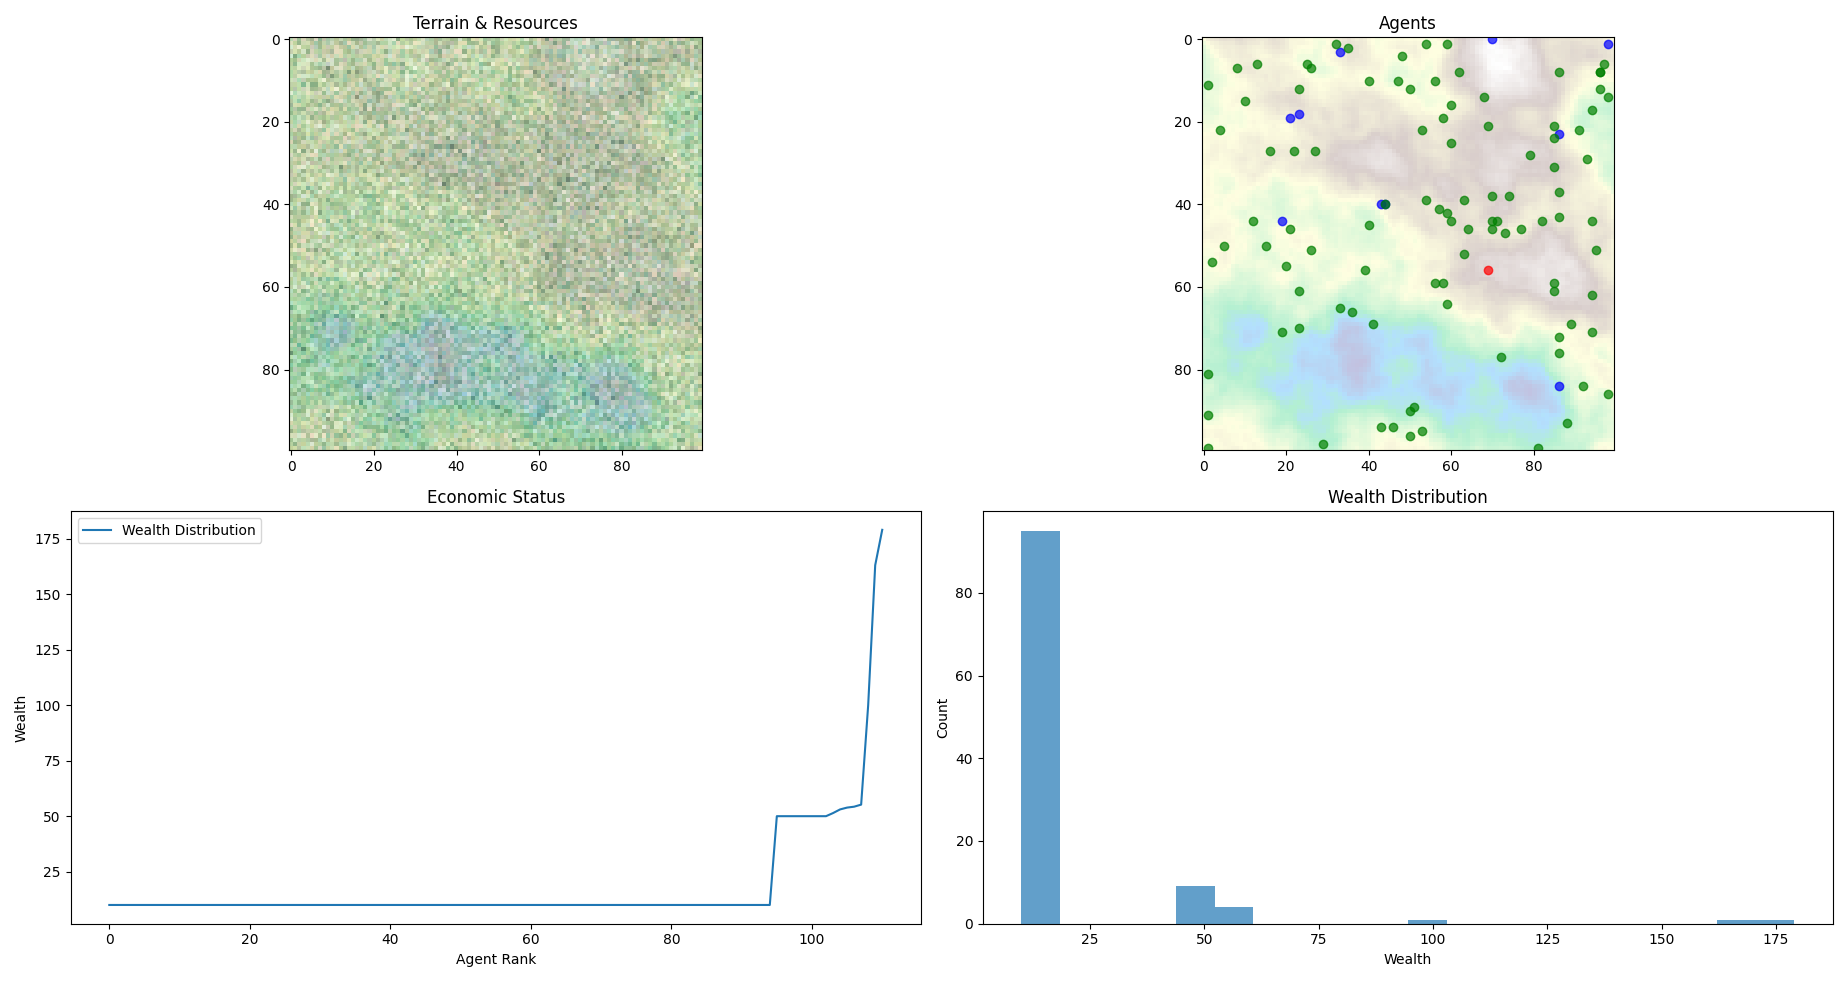 Terrain & Resources
0
20
40
60
80
0 20 40 60 80
Agents
0
20
40
60
80
0 20 40 60 80
Economic Status
Wealth Distribution
175
150
125
100
75
50
25
Wealth
0 20 40 60 80 100
Agent Rank
Wealth Distribution
80
60
40
20
0
Count
25 50 75 100 125 150 175
Wealth